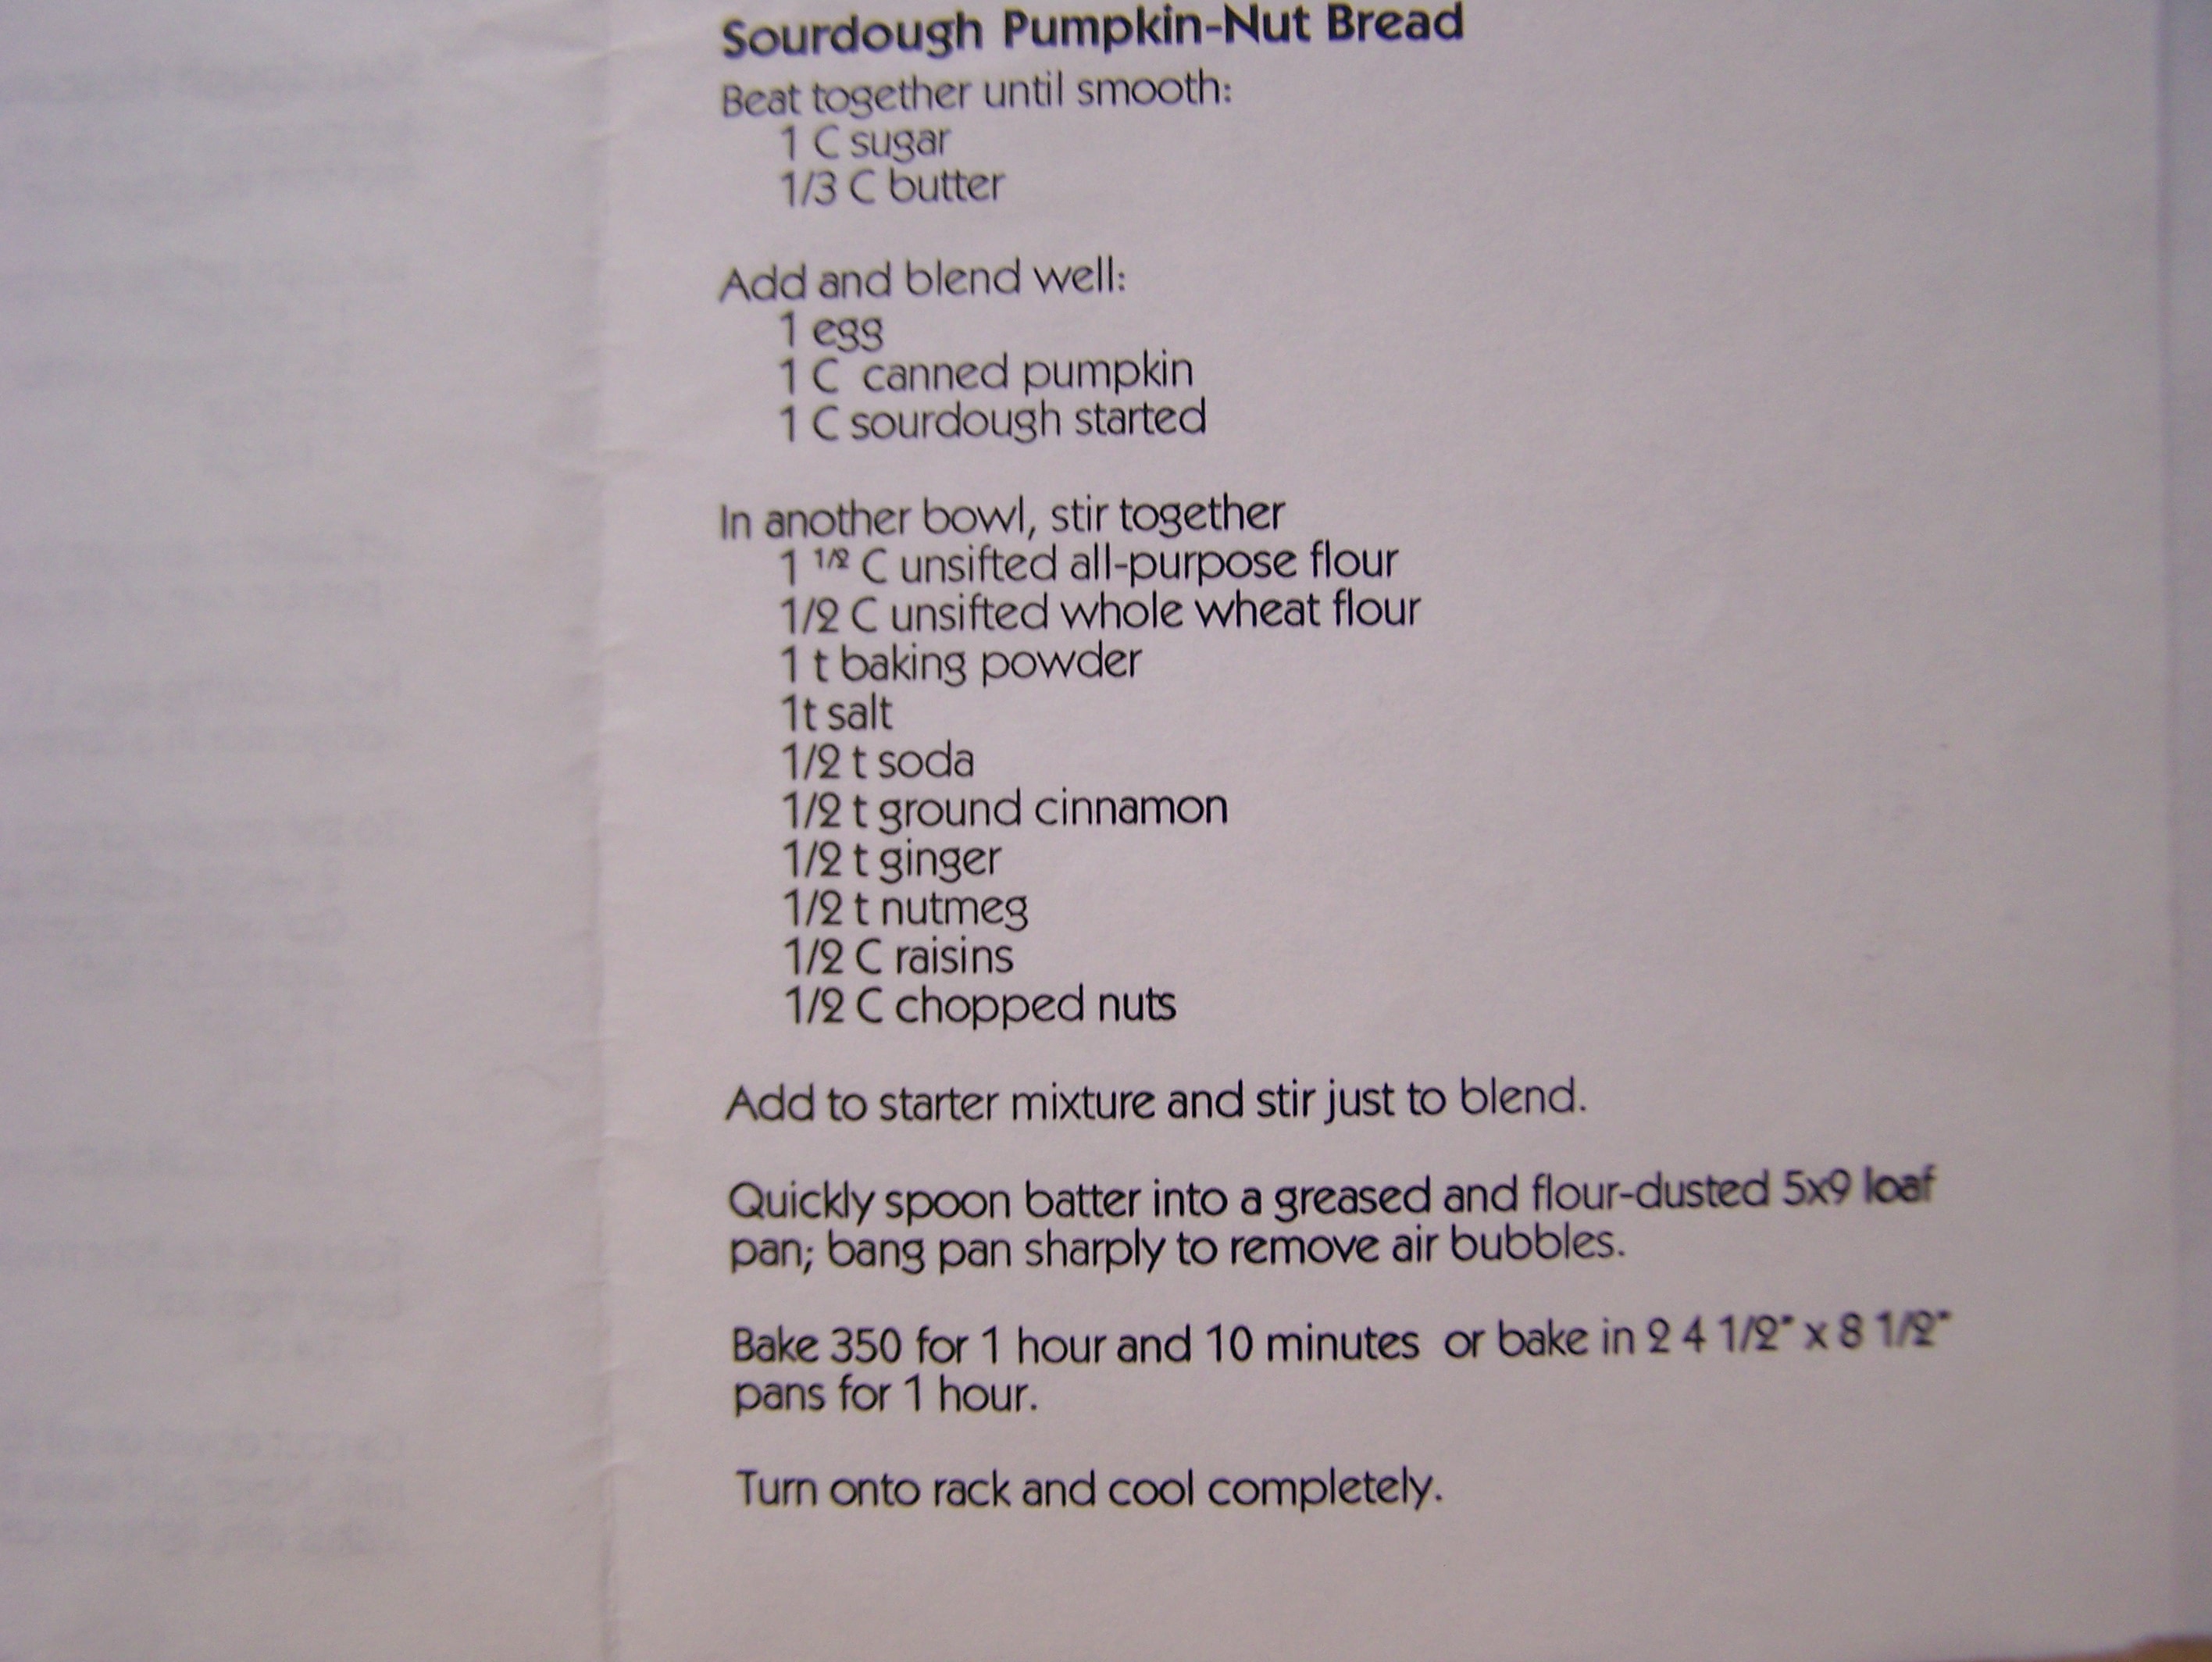 Sourdough Pumpkin-Nut Bread
Beat together until smooth:
1 C sugar
1/3 C butter
Add and blend well:
1 egg
1 C canned pumpkin
1 C sourdough started
In another bowl, stir together
1 1/2 C unsifted all-purpose flour
1/2 C unsifted whole wheat flour
1 t baking powder
1t salt
1/2 t soda
1/2 t ground cinnamon
1/2 t ginger
1/2 t nutmeg
1/2 C raisins
1/2 C chopped nuts
Add to starter mixture and stir just to blend.
Quickly spoon batter into a greased and flour-dusted 5x9 loaf
pan; bang pan sharply to remove air bubbles.
Bake 350 for 1 hour and 10 minutes or bake in 2 4 1/2" x 8 1/2"
pans for 1 hour.
Turn onto rack and cool completely.